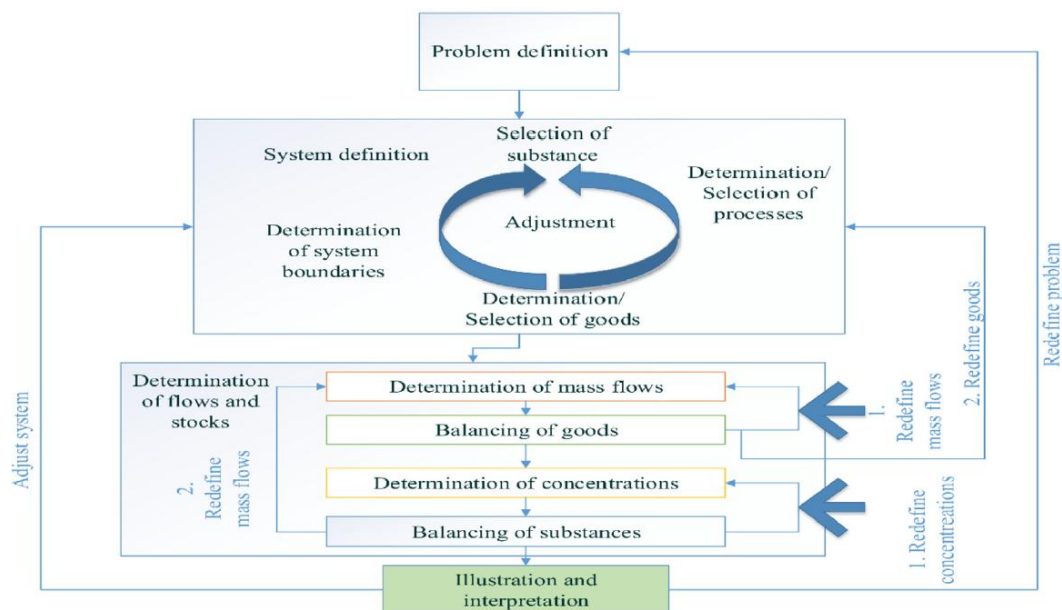 Problem definition
Selection of
substance
System definition
Determination/
Selection of
processes
Adjustment
Determination
of system
boundaries
Determination/
Selection of goods
Determination
of flows and
stocks
Determination of mass flows
Balancing of goods
Determination of concentrations
Balancing of substances
2.
Redefine
mass flows
1.
Redefine
mass flows
2. Redefine goods
1. Redefine
concentreations
Adjust system
Redefine problem
Illustration and
interpretation